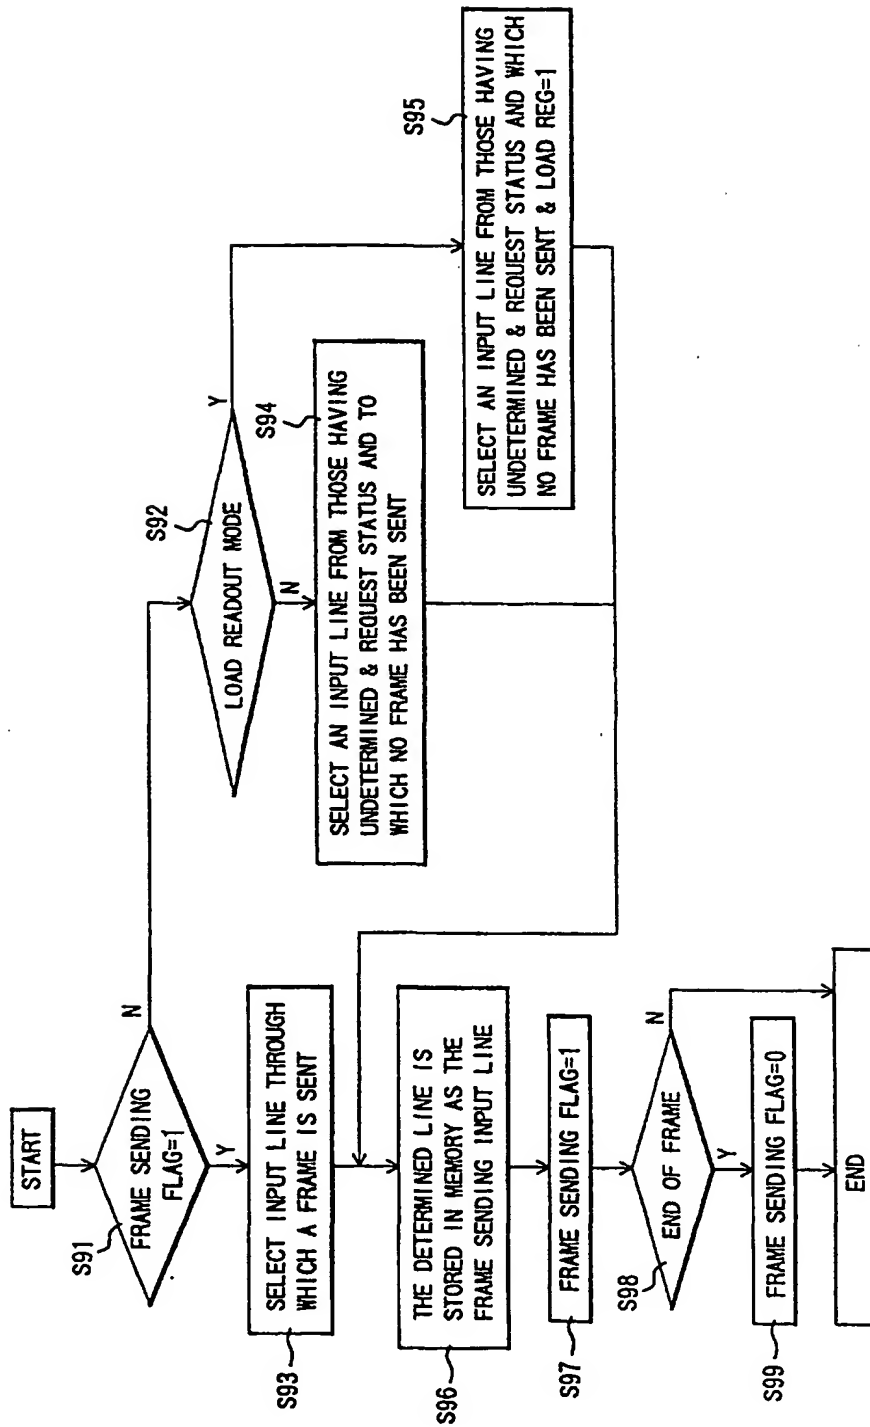 START
S91
FRAME SENDING
FLAG=1
N
Y
S92
LOAD READOUT MODE
Y
N
S93
SELECT INPUT LINE THROUGH
WHICH A FRAME IS SENT
S94
SELECT AN INPUT LINE FROM THOSE HAVING
UNDETERMINED & REQUEST STATUS AND TO
WHICH NO FRAME HAS BEEN SENT
S95
SELECT AN INPUT LINE FROM THOSE HAVING
UNDETERMINED & REQUEST STATUS AND WHICH
NO FRAME HAS BEEN SENT & LOAD REG=1
S96
THE DETERMINED LINE IS
STORED IN MEMORY AS THE
FRAME SENDING INPUT LINE
S97
FRAME SENDING FLAG=1
S98
END OF FRAME
N
Y
S99
FRAME SENDING FLAG=0
END